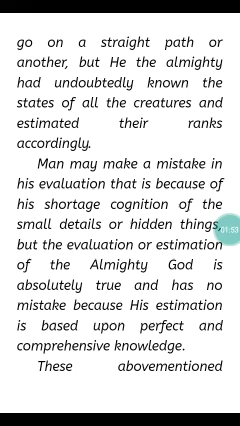 go on a straight path or
another, but He the almighty
had undoubtedly known the
states of all the creatures and
estimated their ranks
accordingly.
Man may make a mistake in
his evaluation that is because of
his shortage cognition of the
small details or hidden things,
01:53
but the evaluation or estimation
of the Almighty God is
absolutely true and has no
mistake because His estimation
is based upon perfect and
comprehensive knowledge.
These abovementioned